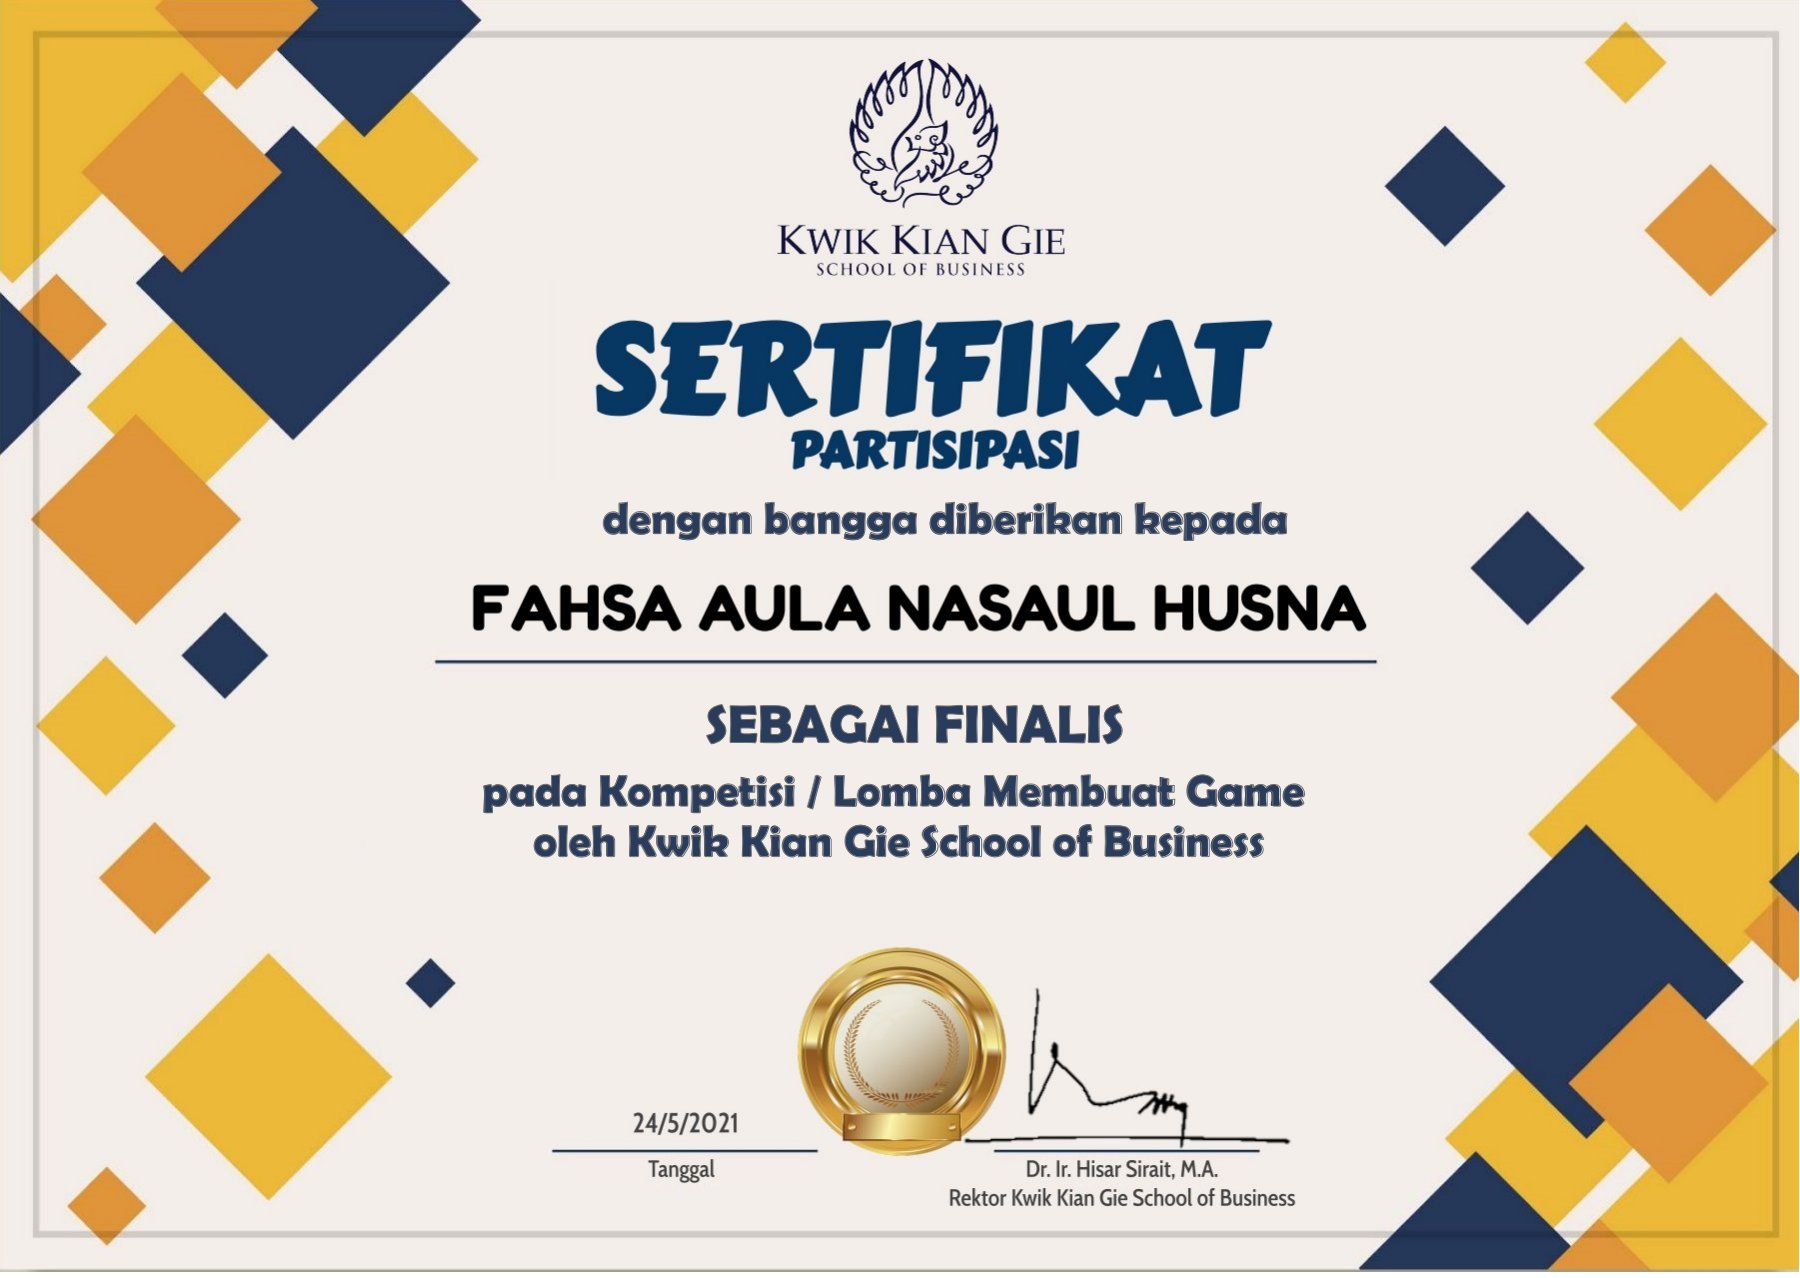 KWIK KIAN GIE
SCHOOL OF BUSINESS
SERTIFIKAT
PARTISIPASI
dengan bangga diberikan kepada
FAHSA AULA NASAUL HUSNA
SEBAGAI FINALIS
pada Kompetisi / Lomba Membuat Game
oleh Kwik Kian Gie School of Business
24/5/2021
Tanggal
Dr. Ir. Hisar Sirait, M.A.
Rektor Kwik Kian Gie School of Business